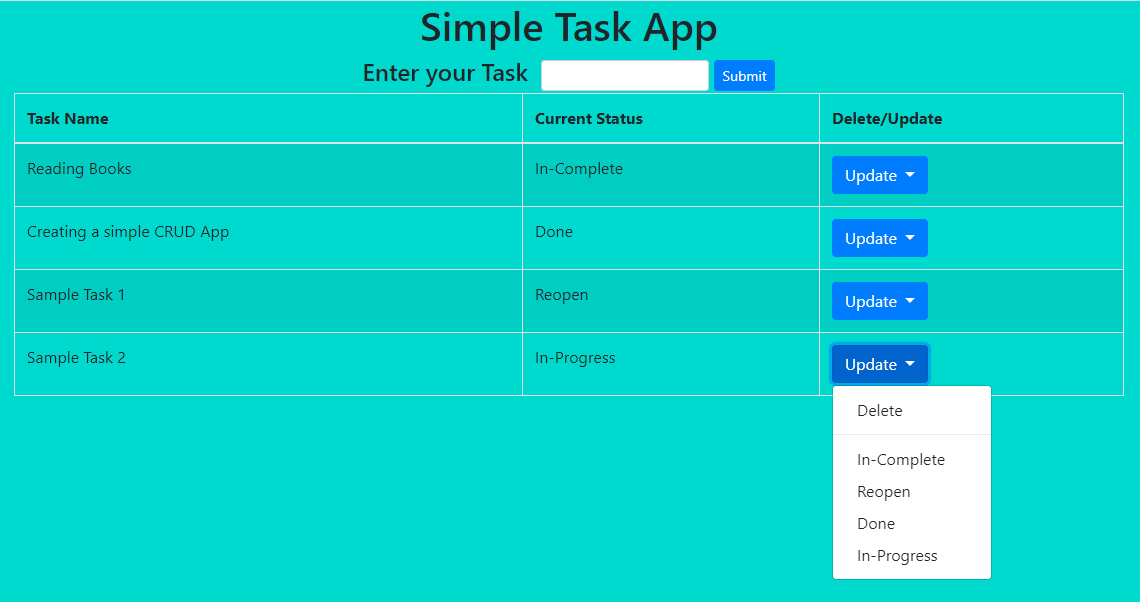 Simple Task App
Enter your Task Submit
Task Name Current Status Delete/Update
Reading Books In-Complete Update
Creating a simple CRUD App Done Update
Sample Task 1 Reopen Update
Sample Task 2 In-Progress Update
Delete
In-Complete
Reopen
Done
In-Progress